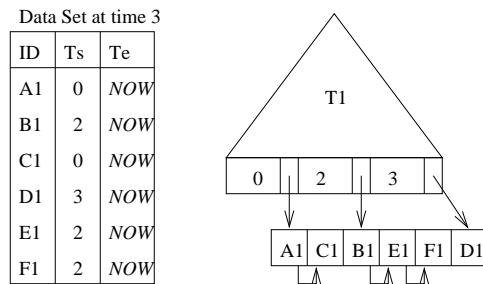 Data Set at time 3
ID Ts Te
A1 0 NOW
B1 2 NOW
C1 0 NOW
D1 3 NOW
E1 2 NOW
F1 2 NOW
T1
0 2 3
A1 C1 B1 E1 F1 D1